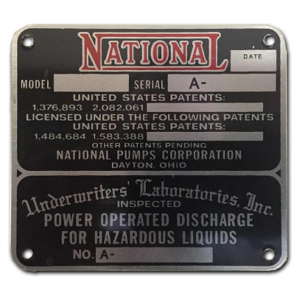 NATIONAL
DATE
MODEL SERIAL A-
UNITED STATES PATENTS:
1,376,893 2,082,061
LICENSED UNDER THE FOLLOWING PATENTS
UNITED STATES PATENTS:
1,484,684 1,583,388
OTHER PATENTS PENDING
NATIONAL PUMPS CORPORATION
DAYTON, OHIO
Underwriters' Laboratories, Inc.
INSPECTED
POWER OPERATED DISCHARGE
FOR HAZARDOUS LIQUIDS
NO. A-